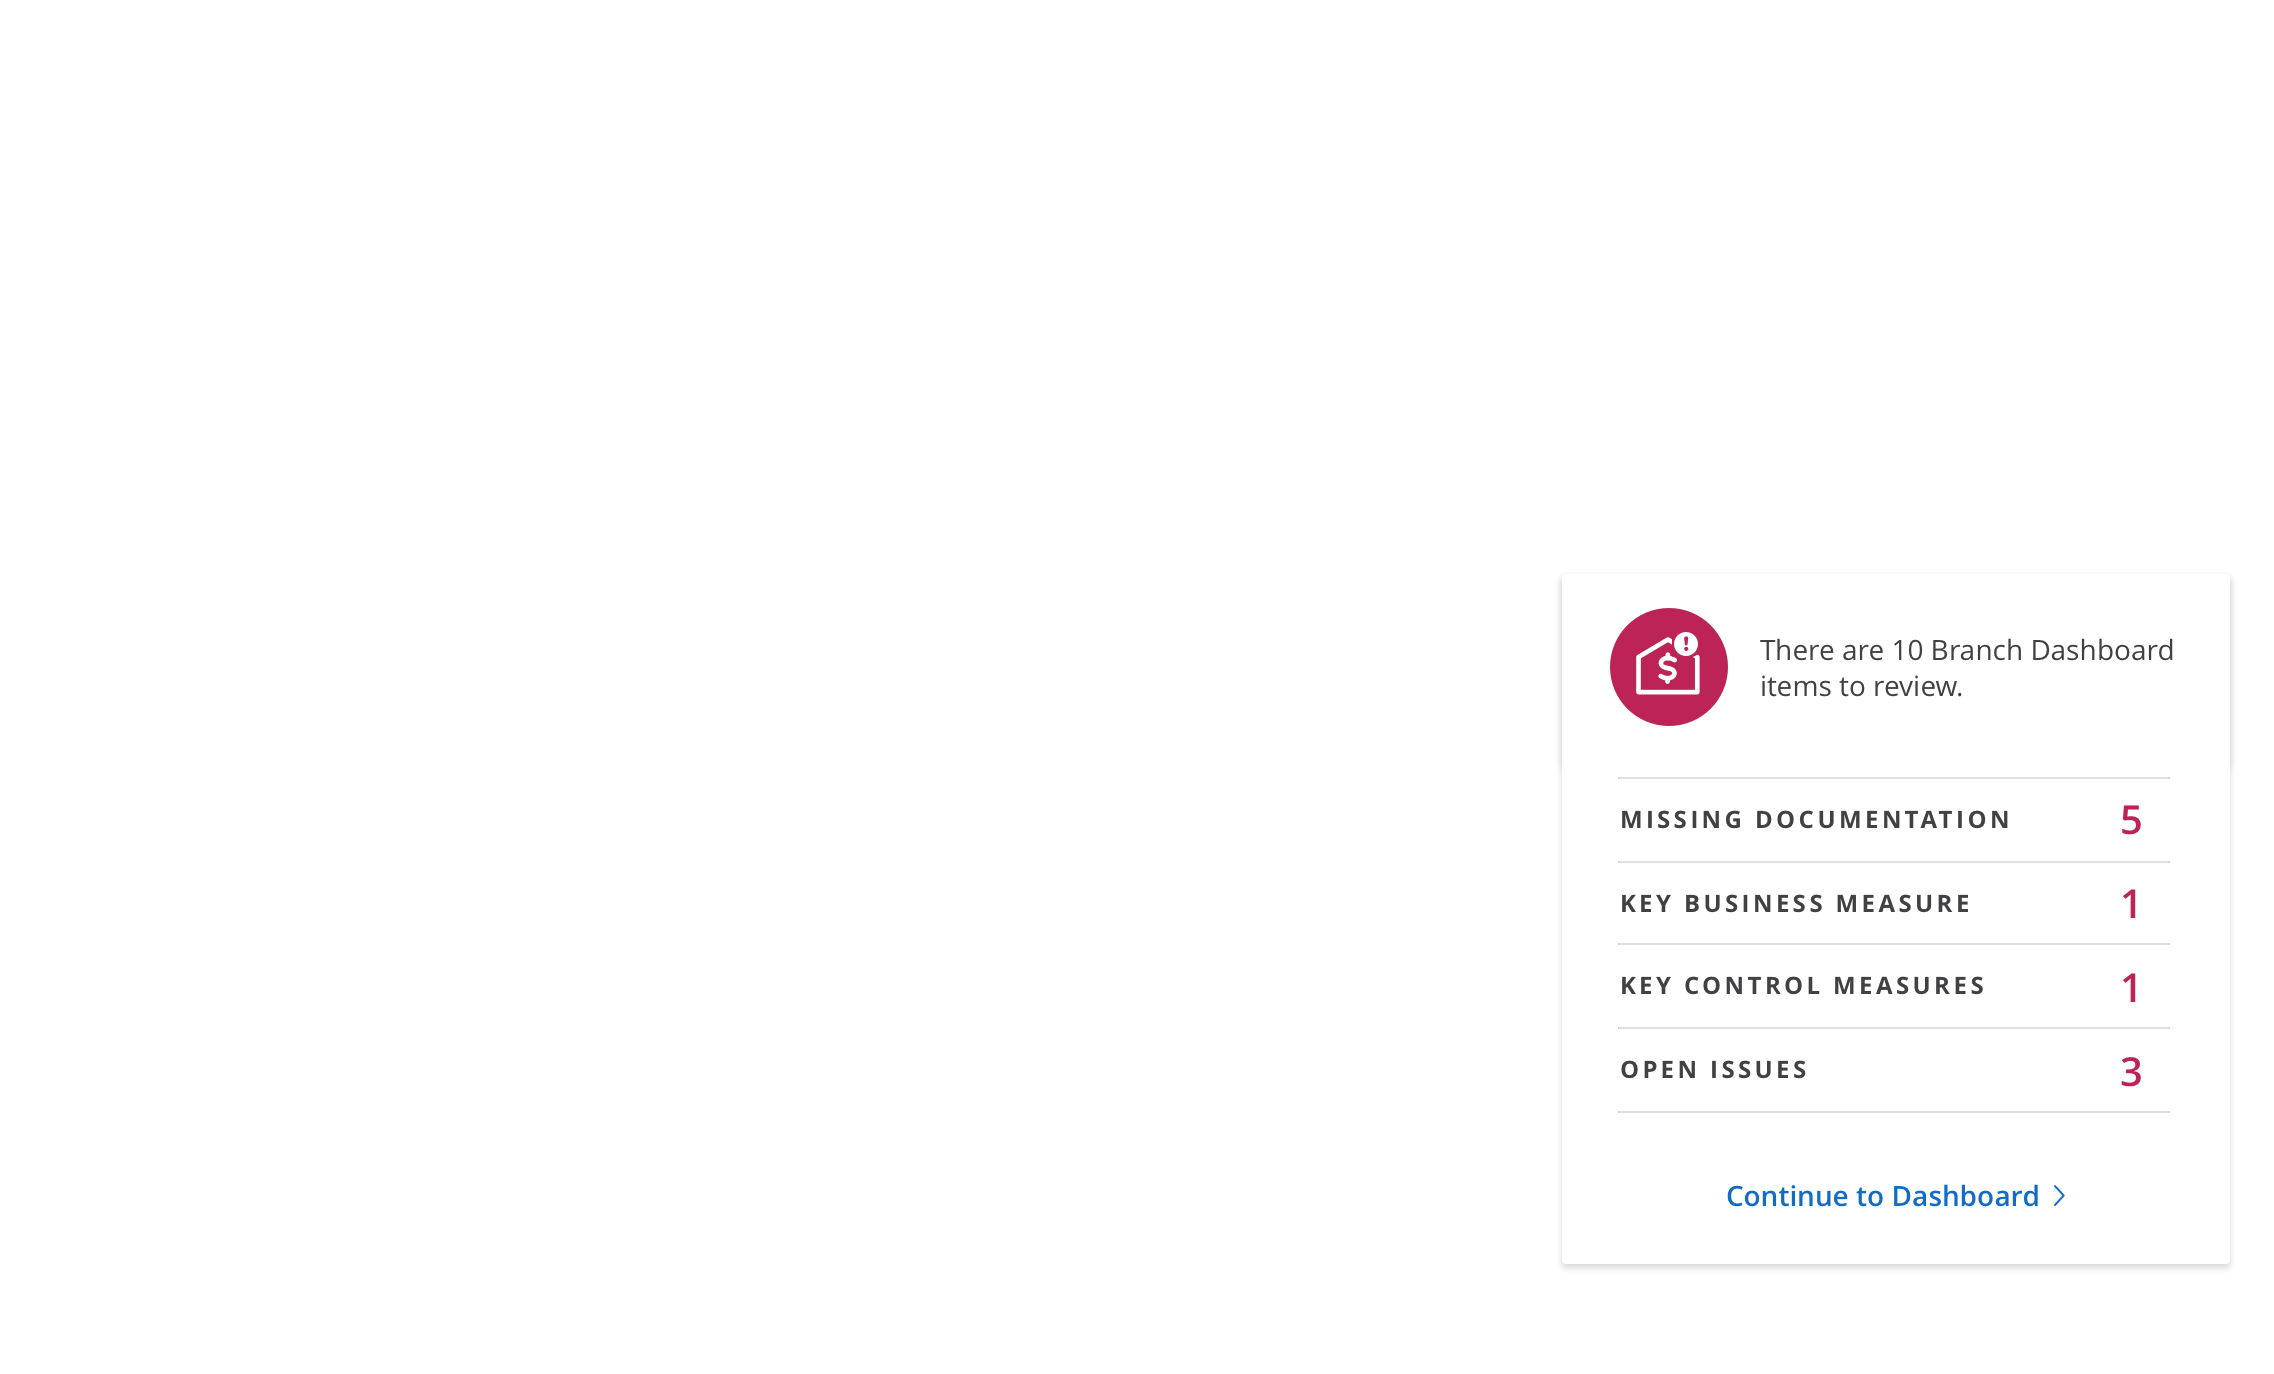 There are 10 Branch Dashboard
items to review.
MISSING DOCUMENTATION 5
KEY BUSINESS MEASURE 1
KEY CONTROL MEASURES 1
OPEN ISSUES 3
Continue to Dashboard